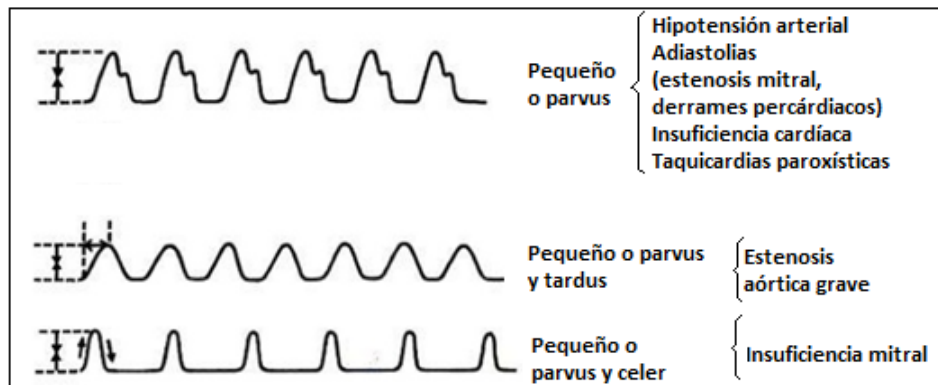 Pequeño
o parvus
Hipotensión arterial
Adiastolias
(estenosis mitral,
derrames percárdiacos)
Insuficiencia cardíaca
Taquicardias paroxísticas
Pequeño o parvus
y tardus
Estenosis
aórtica grave
Pequeño o
parvus y celer
Insuficiencia mitral